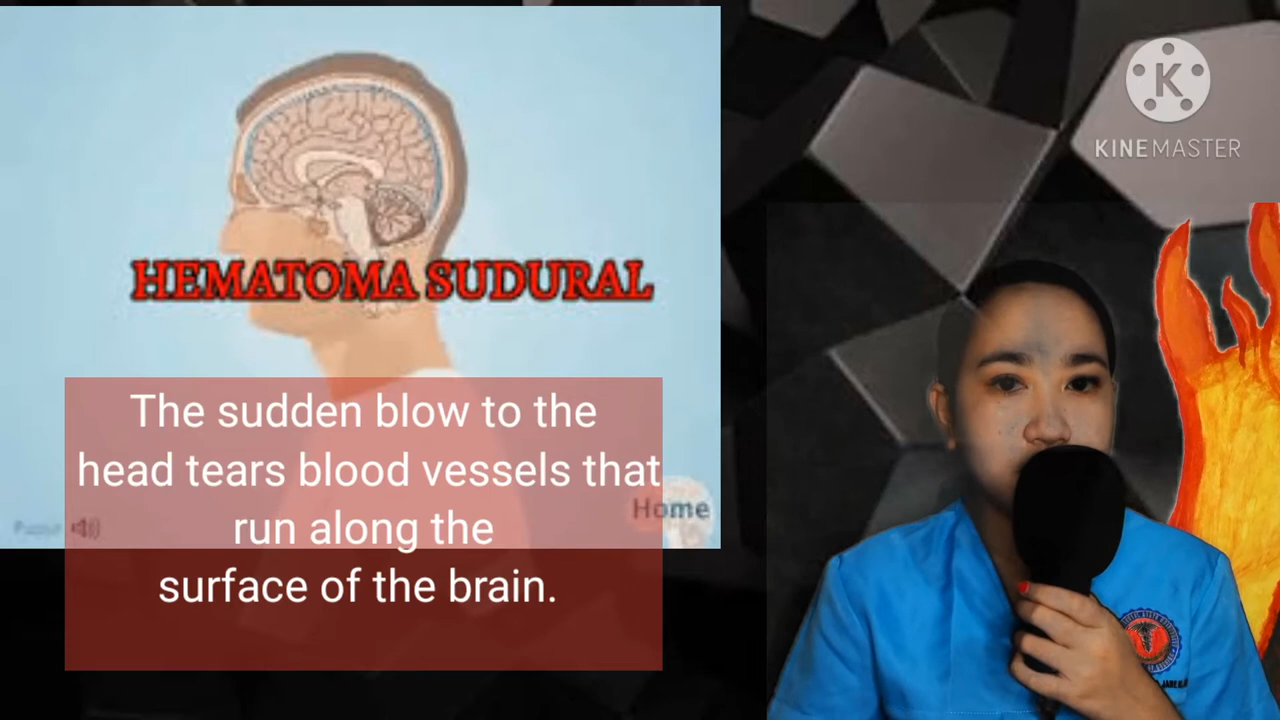 KINEMASTER
HEMATOMA SUDURAL
The sudden blow to the
head tears blood vessels that
run along the
surface of the brain.
Home